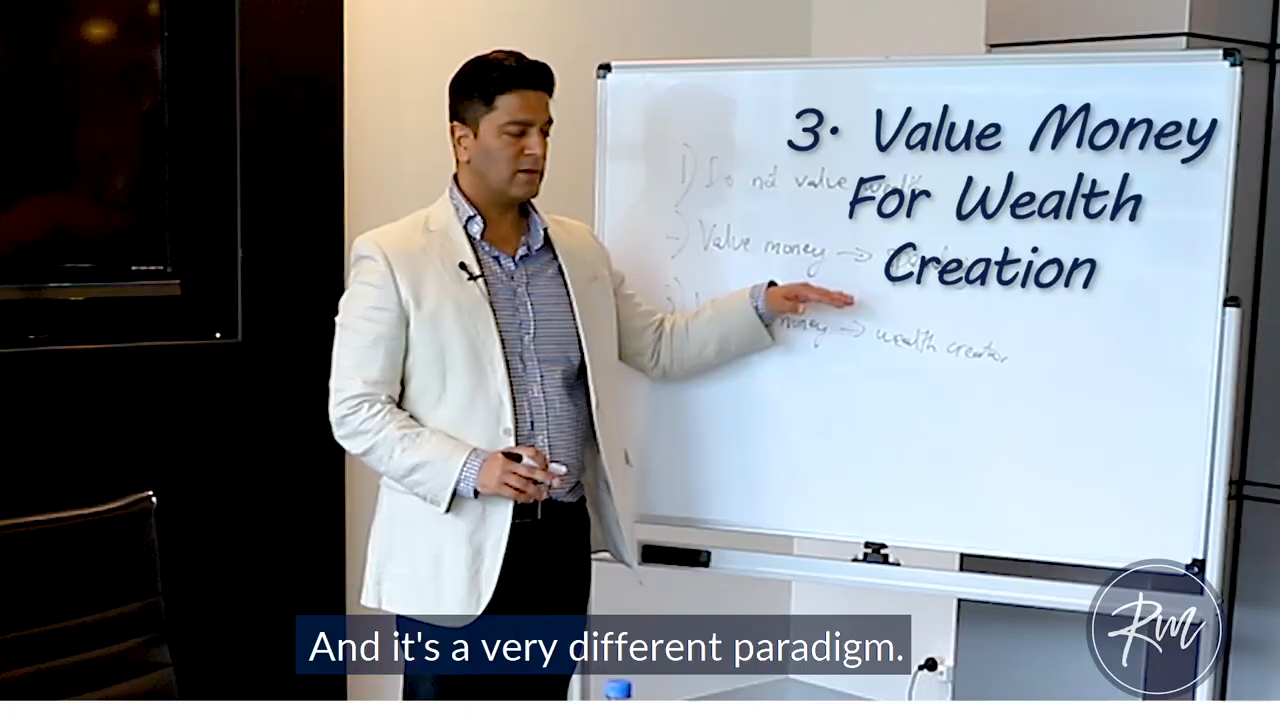 3. Value Money
For Wealth
Creation
1) Do not value
Value money →
money → wealth creation
And it's a very different paradigm.
RM